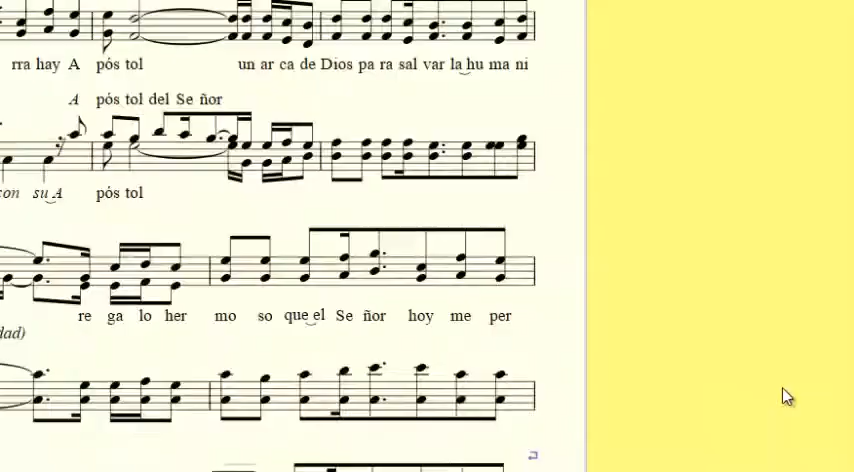 rra hay A pós tol un ar ca de Dios pa ra sal var la hu ma ni
A pós tol del Se ñor
con su A pós tol
re ga lo her mo so que el Se ñor hoy me per
dad)